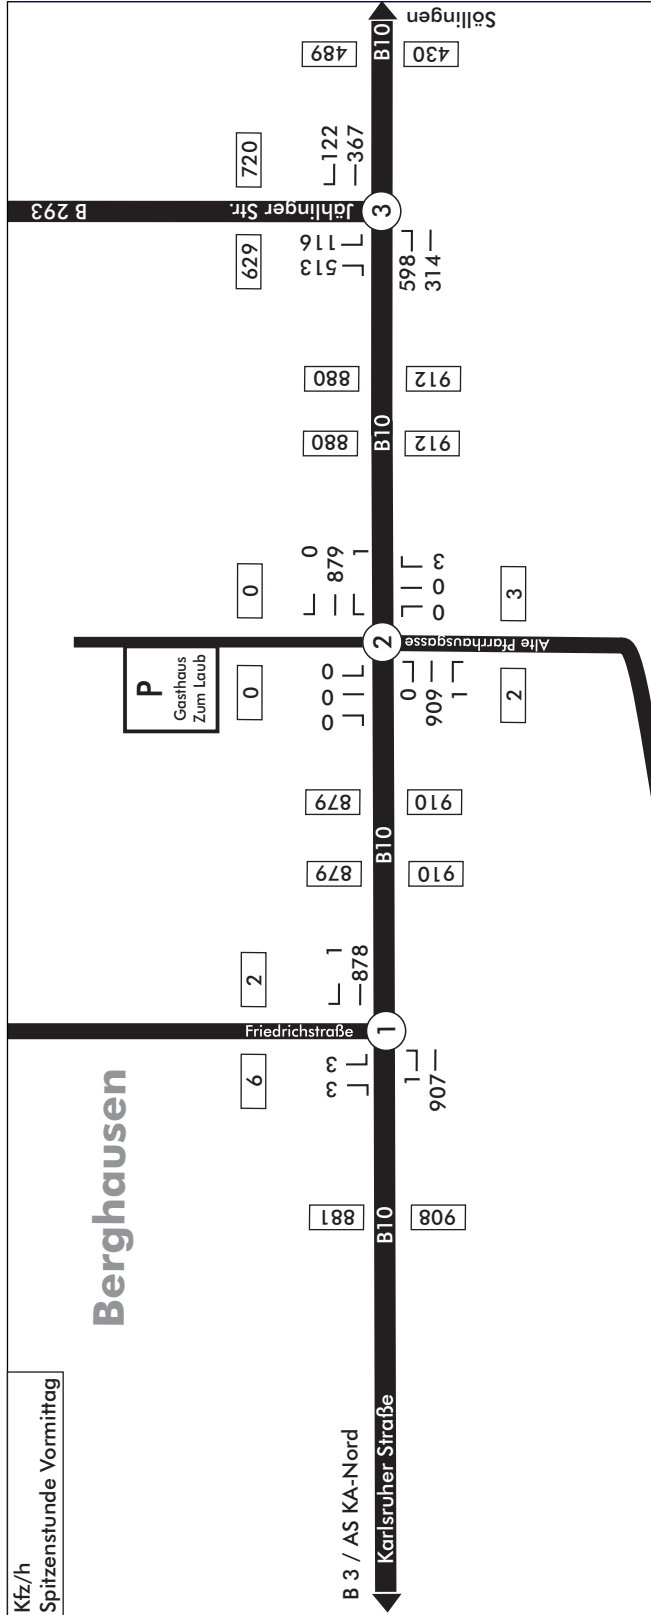 Kfz/h
Spitzenstunde Vormittag
Berghausen
B 3 / AS KA-Nord
Karlsruher Straße
B10
881
908
6
2
Friedrichstraße
1
3
3
1
907
1
878
879
910
B10
879
910
P
Gasthaus
Zum Laub
0
0
2
0
0
0
0
909
1
0
879
1
3
0
0
Alte Pfarrhausgasse
2
3
880
912
B10
880
912
B 293
Jöhlinger Str.
629
720
3
116
513
598
314
122
367
489
430
B10
Söllingen